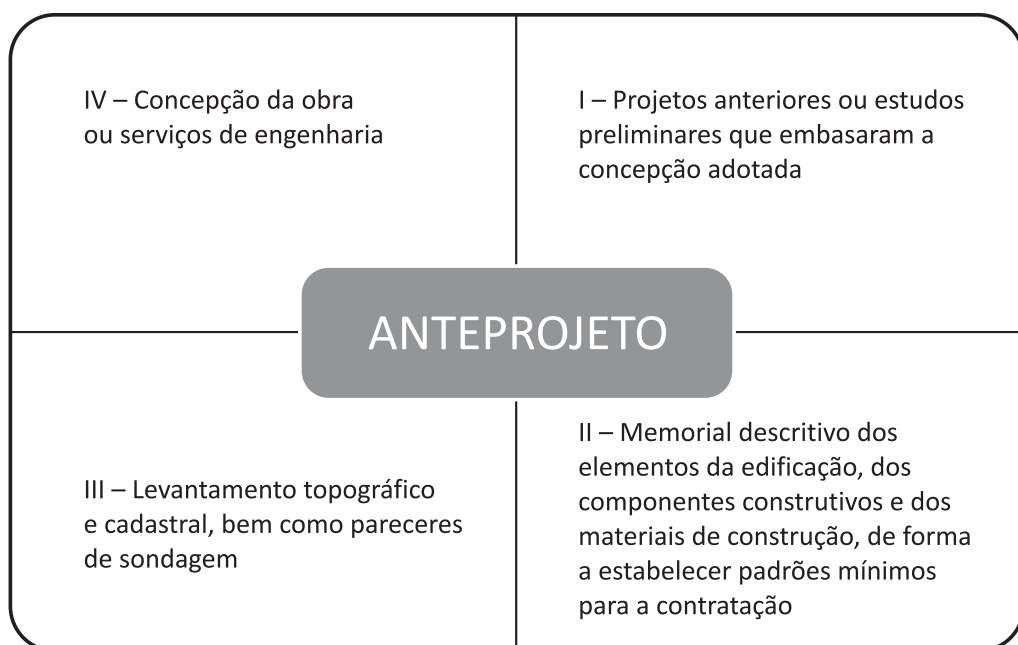 IV – Concepção da obra
ou serviços de engenharia
I – Projetos anteriores ou estudos
preliminares que embasaram a
concepção adotada
ANTEPROJETO
III – Levantamento topográfico
e cadastral, bem como pareceres
de sondagem
II – Memorial descritivo dos
elementos da edificação, dos
componentes construtivos e dos
materiais de construção, de forma
a estabelecer padrões mínimos
para a contratação